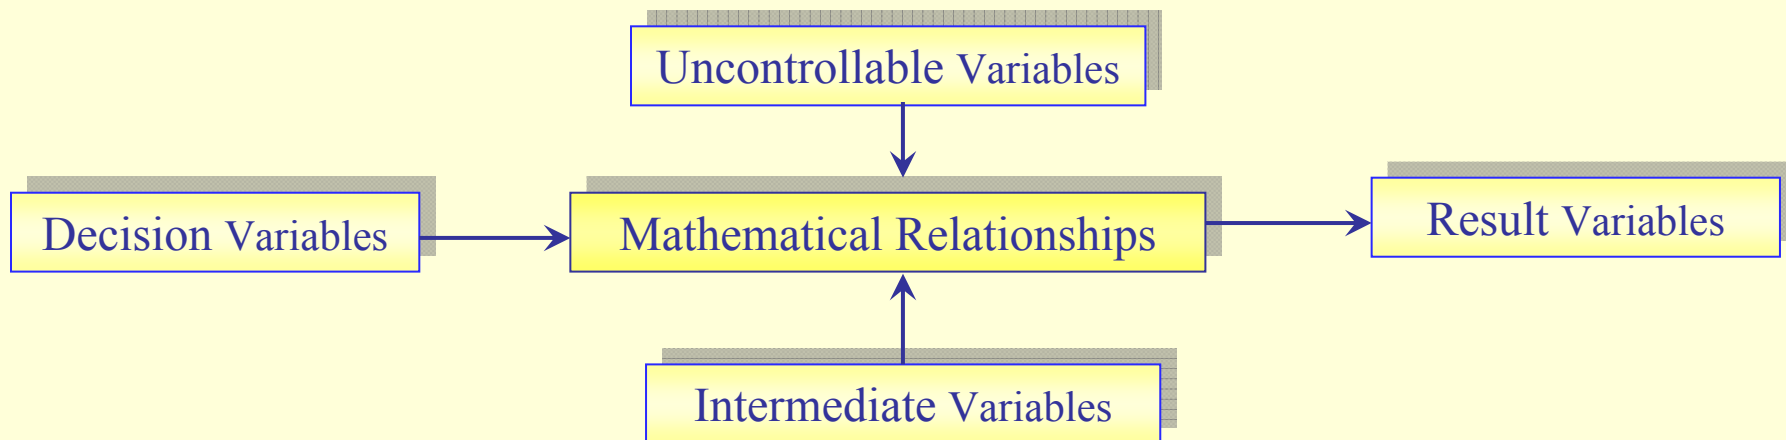 Uncontrollable Variables
Decision Variables
Mathematical Relationships
Result Variables
Intermediate Variables